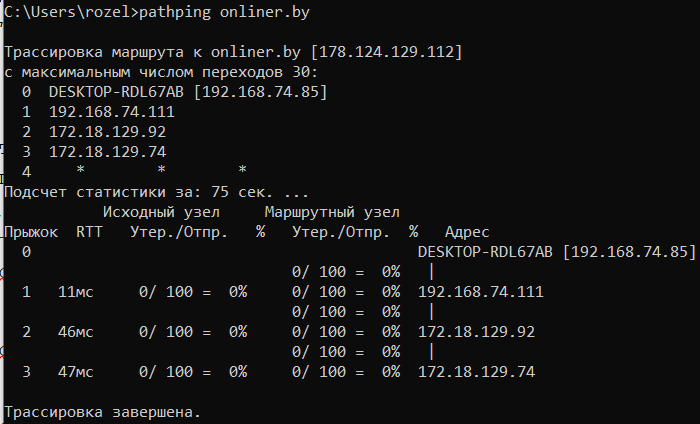 C:\Users\rozel>pathping onliner.by
Трассировка маршрута к onliner.by [178.124.129.112]
с максимальным числом переходов 30:
0 DESKTOP-RDL67AB [192.168.74.85]
1 192.168.74.111
2 172.18.129.92
3 172.18.129.74
4 * * *
Подсчет статистики за: 75 сек. ...
Исходный узел Маршрутный узел
Прыжок RTT Утер./Отпр. % Утер./Отпр. % Адрес
0 DESKTOP-RDL67AB [192.168.74.85]
0/ 100 = 0% |
1 11мс 0/ 100 = 0% 0/ 100 = 0% 192.168.74.111
0/ 100 = 0% |
2 46мс 0/ 100 = 0% 0/ 100 = 0% 172.18.129.92
0/ 100 = 0% |
3 47мс 0/ 100 = 0% 0/ 100 = 0% 172.18.129.74
Трассировка завершена.